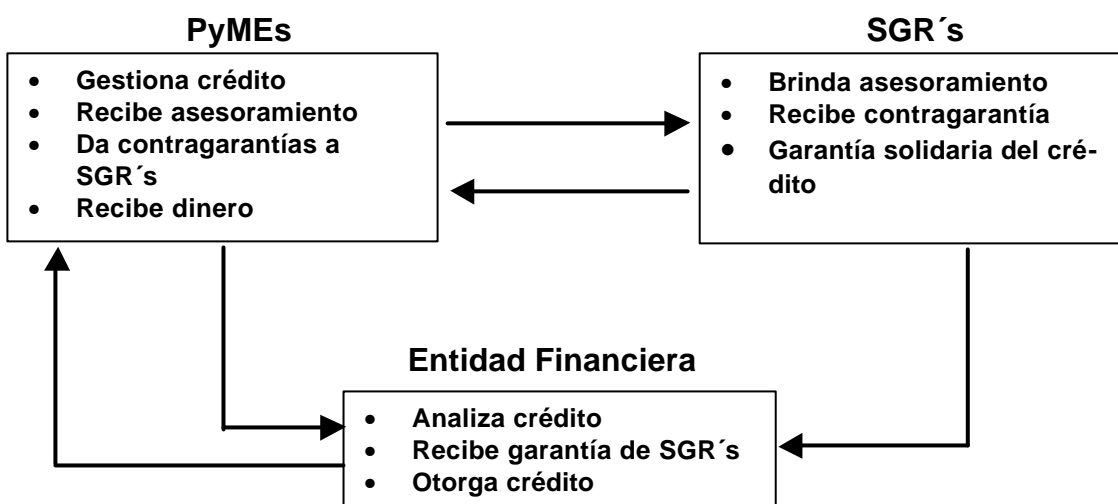 PyMEs
• Gestiona crédito
• Recibe asesoramiento
• Da contragarantías a
SGR´s
• Recibe dinero
SGR´s
• Brinda asesoramiento
• Recibe contragarantía
• Garantía solidaria del cré-
dito
Entidad Financiera
• Analiza crédito
• Recibe garantía de SGR´s
• Otorga crédito